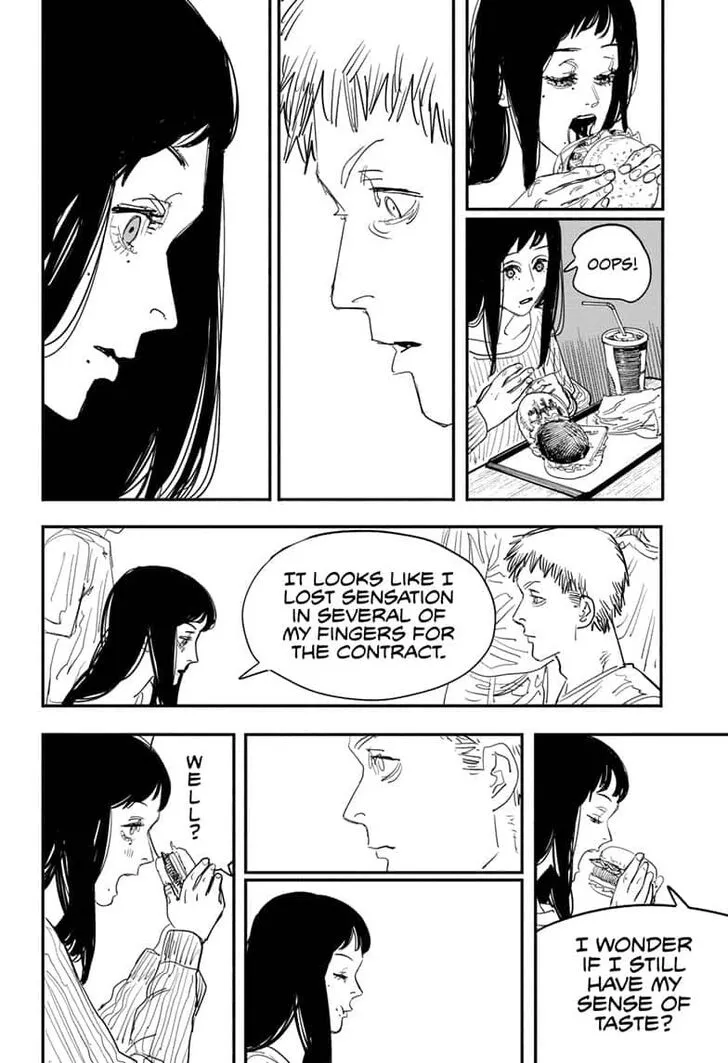 OOPS!
IT LOOKS LIKE I
LOST SENSATION
IN SEVERAL OF
MY FINGERS FOR
THE CONTRACT.
I WONDER
IF I STILL
HAVE MY
SENSE OF
TASTE?
WELL?